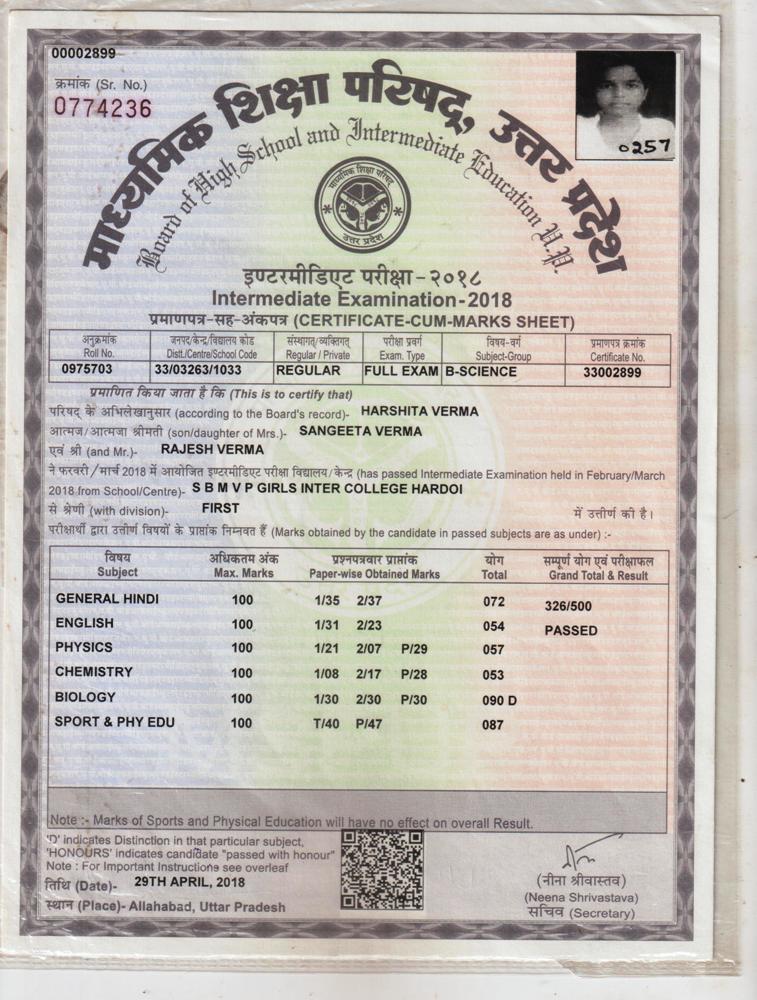 00002899
क्रमांक (Sr. No.)
0774236
माध्यमिक शिक्षा परिषद्, उत्तर प्रदेश
Board of High School and Intermediate Education U.P.
0257
माध्यमिक शिक्षा परिषद
उत्तर प्रदेश
इण्टरमीडिएट परीक्षा-२०१८
Intermediate Examination-2018
प्रमाणपत्र-सह-अंकपत्र (CERTIFICATE-CUM-MARKS SHEET)
अनुक्रमांक जनपद/केन्द्र/विद्यालय कोड संस्थागत/व्यक्तिगत परीक्षा प्रवर्ग विषय-वर्ग प्रमाणपत्र क्रमांक
Roll No. Distt./Centre/School Code Regular / Private Exam. Type Subject-Group Certificate No.
0975703 33/03263/1033 REGULAR FULL EXAM B-SCIENCE 33002899
प्रमाणित किया जाता है कि (This is to certify that)
परिषद के अभिलेखानुसार (according to the Board's record)- HARSHITA VERMA
आत्मज/आत्मजा श्रीमती (son/daughter of Mrs.)- SANGEETA VERMA
एवं श्री (and Mr.)- RAJESH VERMA
ने फरवरी/मार्च 2018 में आयोजित इण्टरमीडिएट परीक्षा विद्यालय/केन्द्र (has passed Intermediate Examination held in February/March
2018 from School/Centre)- S B M V P GIRLS INTER COLLEGE HARDOI
से श्रेणी (with division)- FIRST में उत्तीर्ण की है।
परीक्षार्थी द्वारा उत्तीर्ण विषयों के प्राप्तांक निम्नवत हैं (Marks obtained by the candidate in passed subjects are as under) :-
विषय अधिकतम अंक प्रश्नपत्रवार प्राप्तांक योग सम्पूर्ण योग एवं परीक्षाफल
Subject Max. Marks Paper-wise Obtained Marks Total Grand Total & Result
GENERAL HINDI 100 1/35 2/37 072 326/500
ENGLISH 100 1/31 2/23 054 PASSED
PHYSICS 100 1/21 2/07 P/29 057
CHEMISTRY 100 1/08 2/17 P/28 053
BIOLOGY 100 1/30 2/30 P/30 090 D
SPORT & PHY EDU 100 T/40 P/47 087
Note :- Marks of Sports and Physical Education will have no effect on overall Result.
'D' indicates Distinction in that particular subject,
'HONOURS' indicates candidate "passed with honour"
Note : For Important Instructions see overleaf
तिथि (Date)- 29TH APRIL, 2018
स्थान (Place)- Allahabad, Uttar Pradesh
(नीना श्रीवास्तव)
(Neena Shrivastava)
सचिव (Secretary)